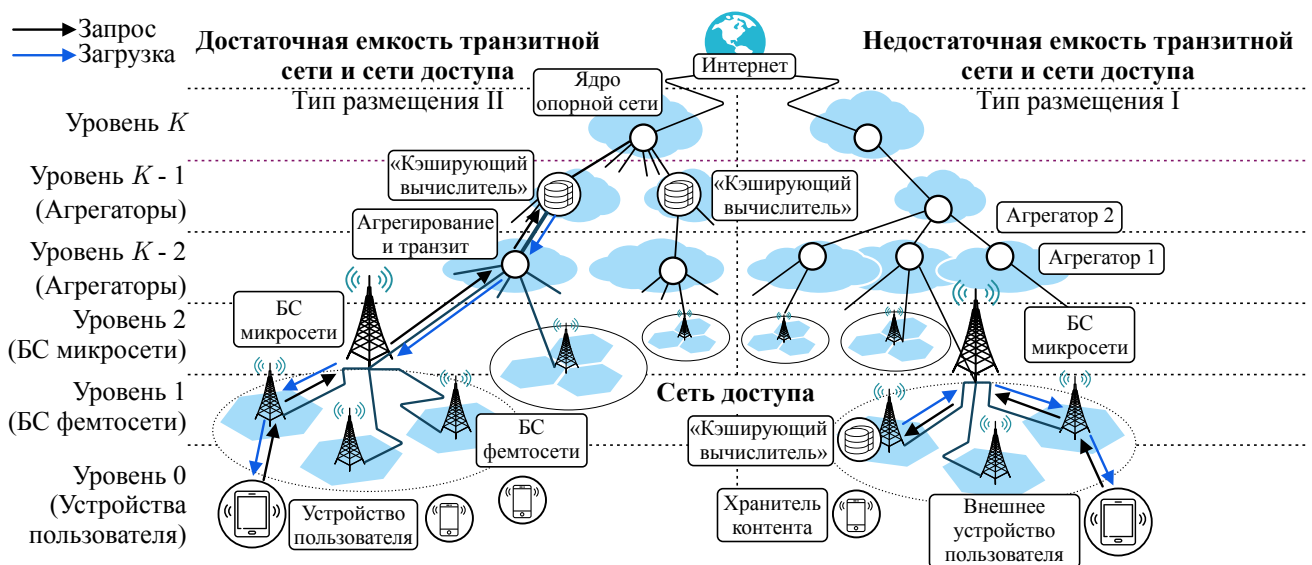 Запрос
Загрузка
Достаточная емкость транзитной
сети и сети доступа
Тип размещения II
Интернет
Недостаточная емкость транзитной
сети и сети доступа
Тип размещения I
Ядро
опорной сети
Уровень K
Уровень K - 1
(Агрегаторы)
«Кэширующий
вычислитель»
«Кэширующий
вычислитель»
Агрегирование
и транзит
Агрегатор 2
Уровень K - 2
(Агрегаторы)
Агрегатор 1
Уровень 2
(БС микросети)
БС
микросети
БС
микросети
Уровень 1
(БС фемтосети)
Сеть доступа
БС
фемтосети
«Кэширующий
вычислитель»
Уровень 0
(Устройства
пользователя)
Устройство
пользователя
Хранитель
контента
Внешнее
устройство
пользователя